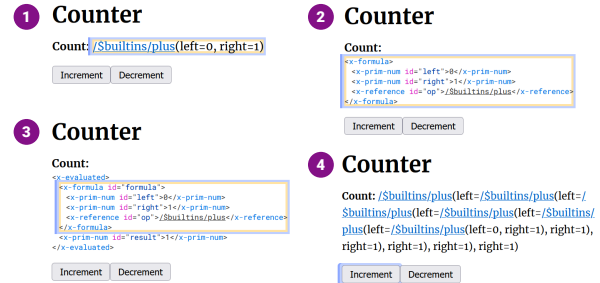 1 Counter
Count: /$builtins/plus(left=0, right=1)
Increment Decrement
2 Counter
Count:
<x-formula>
<x-prim-num id="left">0</x-prim-num>
<x-prim-num id="right">1</x-prim-num>
<x-reference id="op">/$builtins/plus</x-reference>
</x-formula>
Increment Decrement
3 Counter
Count:
<x-evaluated>
<x-formula id="formula">
<x-prim-num id="left">0</x-prim-num>
<x-prim-num id="right">1</x-prim-num>
<x-reference id="op">/$builtins/plus</x-reference>
</x-formula>
<x-prim-num id="result">1</x-prim-num>
</x-evaluated>
Increment Decrement
4 Counter
Count: /$builtins/plus(left=/$builtins/plus(left=/
$builtins/plus(left=/$builtins/plus(left=/$builtins/
plus(left=/$builtins/plus(left=0, right=1), right=1),
right=1), right=1), right=1), right=1)
Increment Decrement